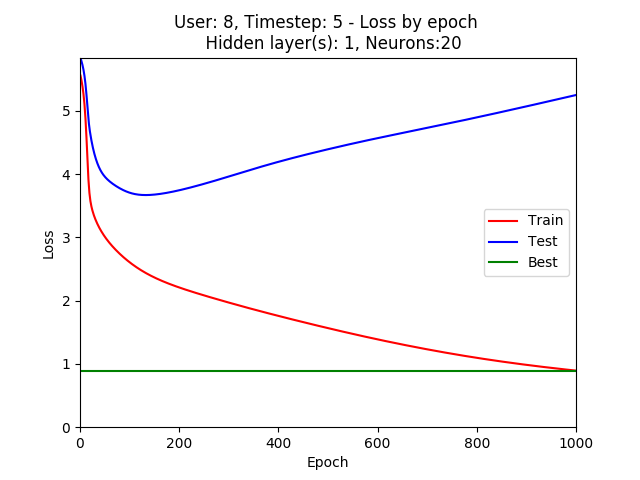 User: 8, Timestep: 5 - Loss by epoch
Hidden layer(s): 1, Neurons:20
5
4
3
2
1
0
Loss
Train
Test
Best
0 200 400 600 800 1000
Epoch